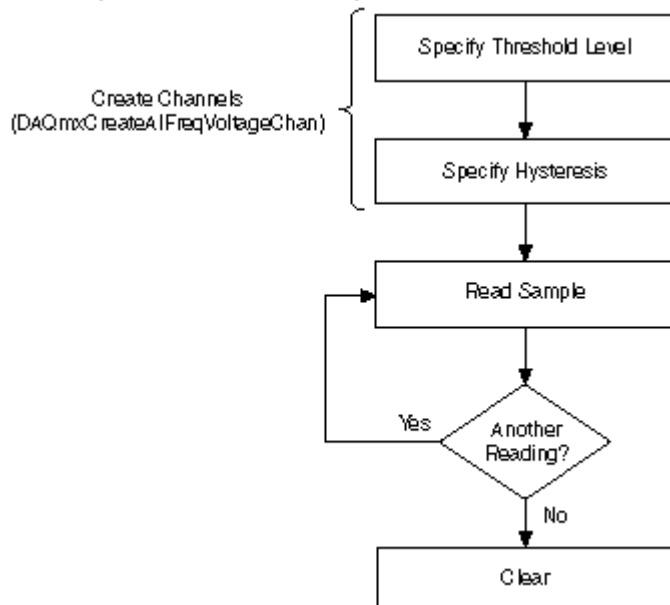 Specify Threshold Level
Create Channels
(DAQmxCreateAIFreqVoltageChan)
Specify Hysteresis
Read Sample
Yes
Another
Reading?
No
Clear